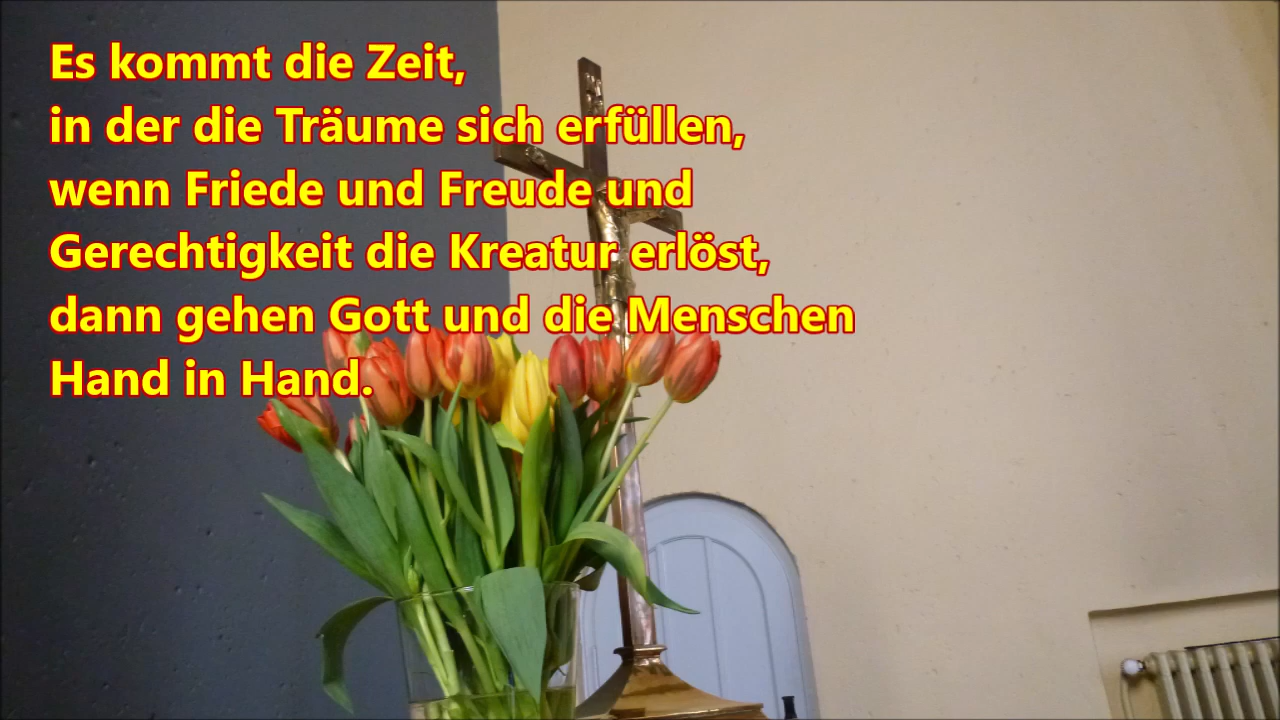 Es kommt die Zeit,
in der die Träume sich erfüllen,
wenn Friede und Freude und
Gerechtigkeit die Kreatur erlöst,
dann gehen Gott und die Menschen
Hand in Hand.